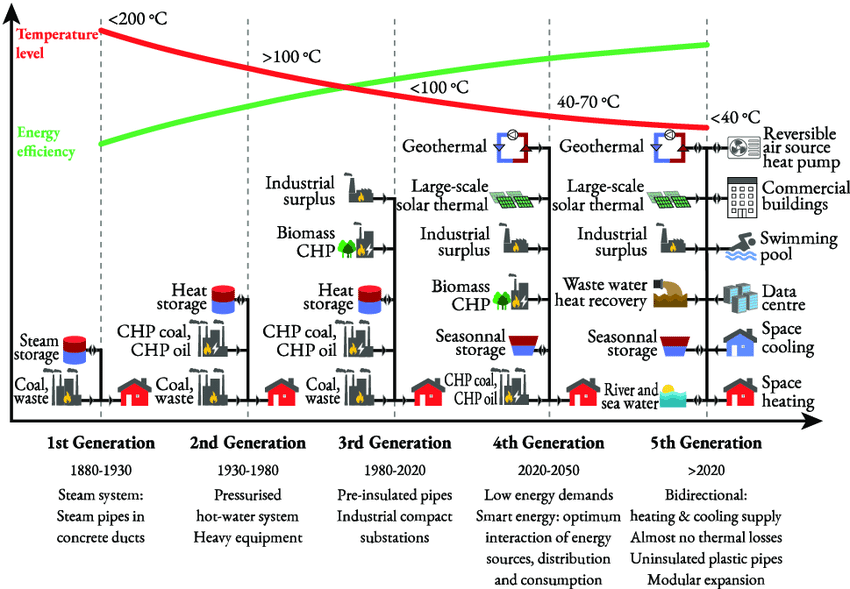 Temperature
level
Energy
efficiency
<200 ºC
>100 ºC
<100 ºC
40-70 ºC
<40 ºC
Steam
storage
Coal,
waste
Heat
storage
CHP coal,
CHP oil
Coal,
waste
Industrial
surplus
Biomass
CHP
Heat
storage
CHP coal,
CHP oil
Coal,
waste
Geothermal
Large-scale
solar thermal
Industrial
surplus
Biomass
CHP
Seasonnal
storage
CHP coal,
CHP oil
Geothermal
Large-scale
solar thermal
Industrial
surplus
Waste water
heat recovery
Seasonnal
storage
River and
sea water
Reversible
air source
heat pump
Commercial
buildings
Swimming
pool
Data
centre
Space
cooling
Space
heating
1st Generation
1880-1930
Steam system:
Steam pipes in
concrete ducts
2nd Generation
1930-1980
Pressurised
hot-water system
Heavy equipment
3rd Generation
1980-2020
Pre-insulated pipes
Industrial compact
substations
4th Generation
2020-2050
Low energy demands
Smart energy: optimum
interaction of energy
sources, distribution
and consumption
5th Generation
>2020
Bidirectional:
heating & cooling supply
Almost no thermal losses
Uninsulated plastic pipes
Modular expansion